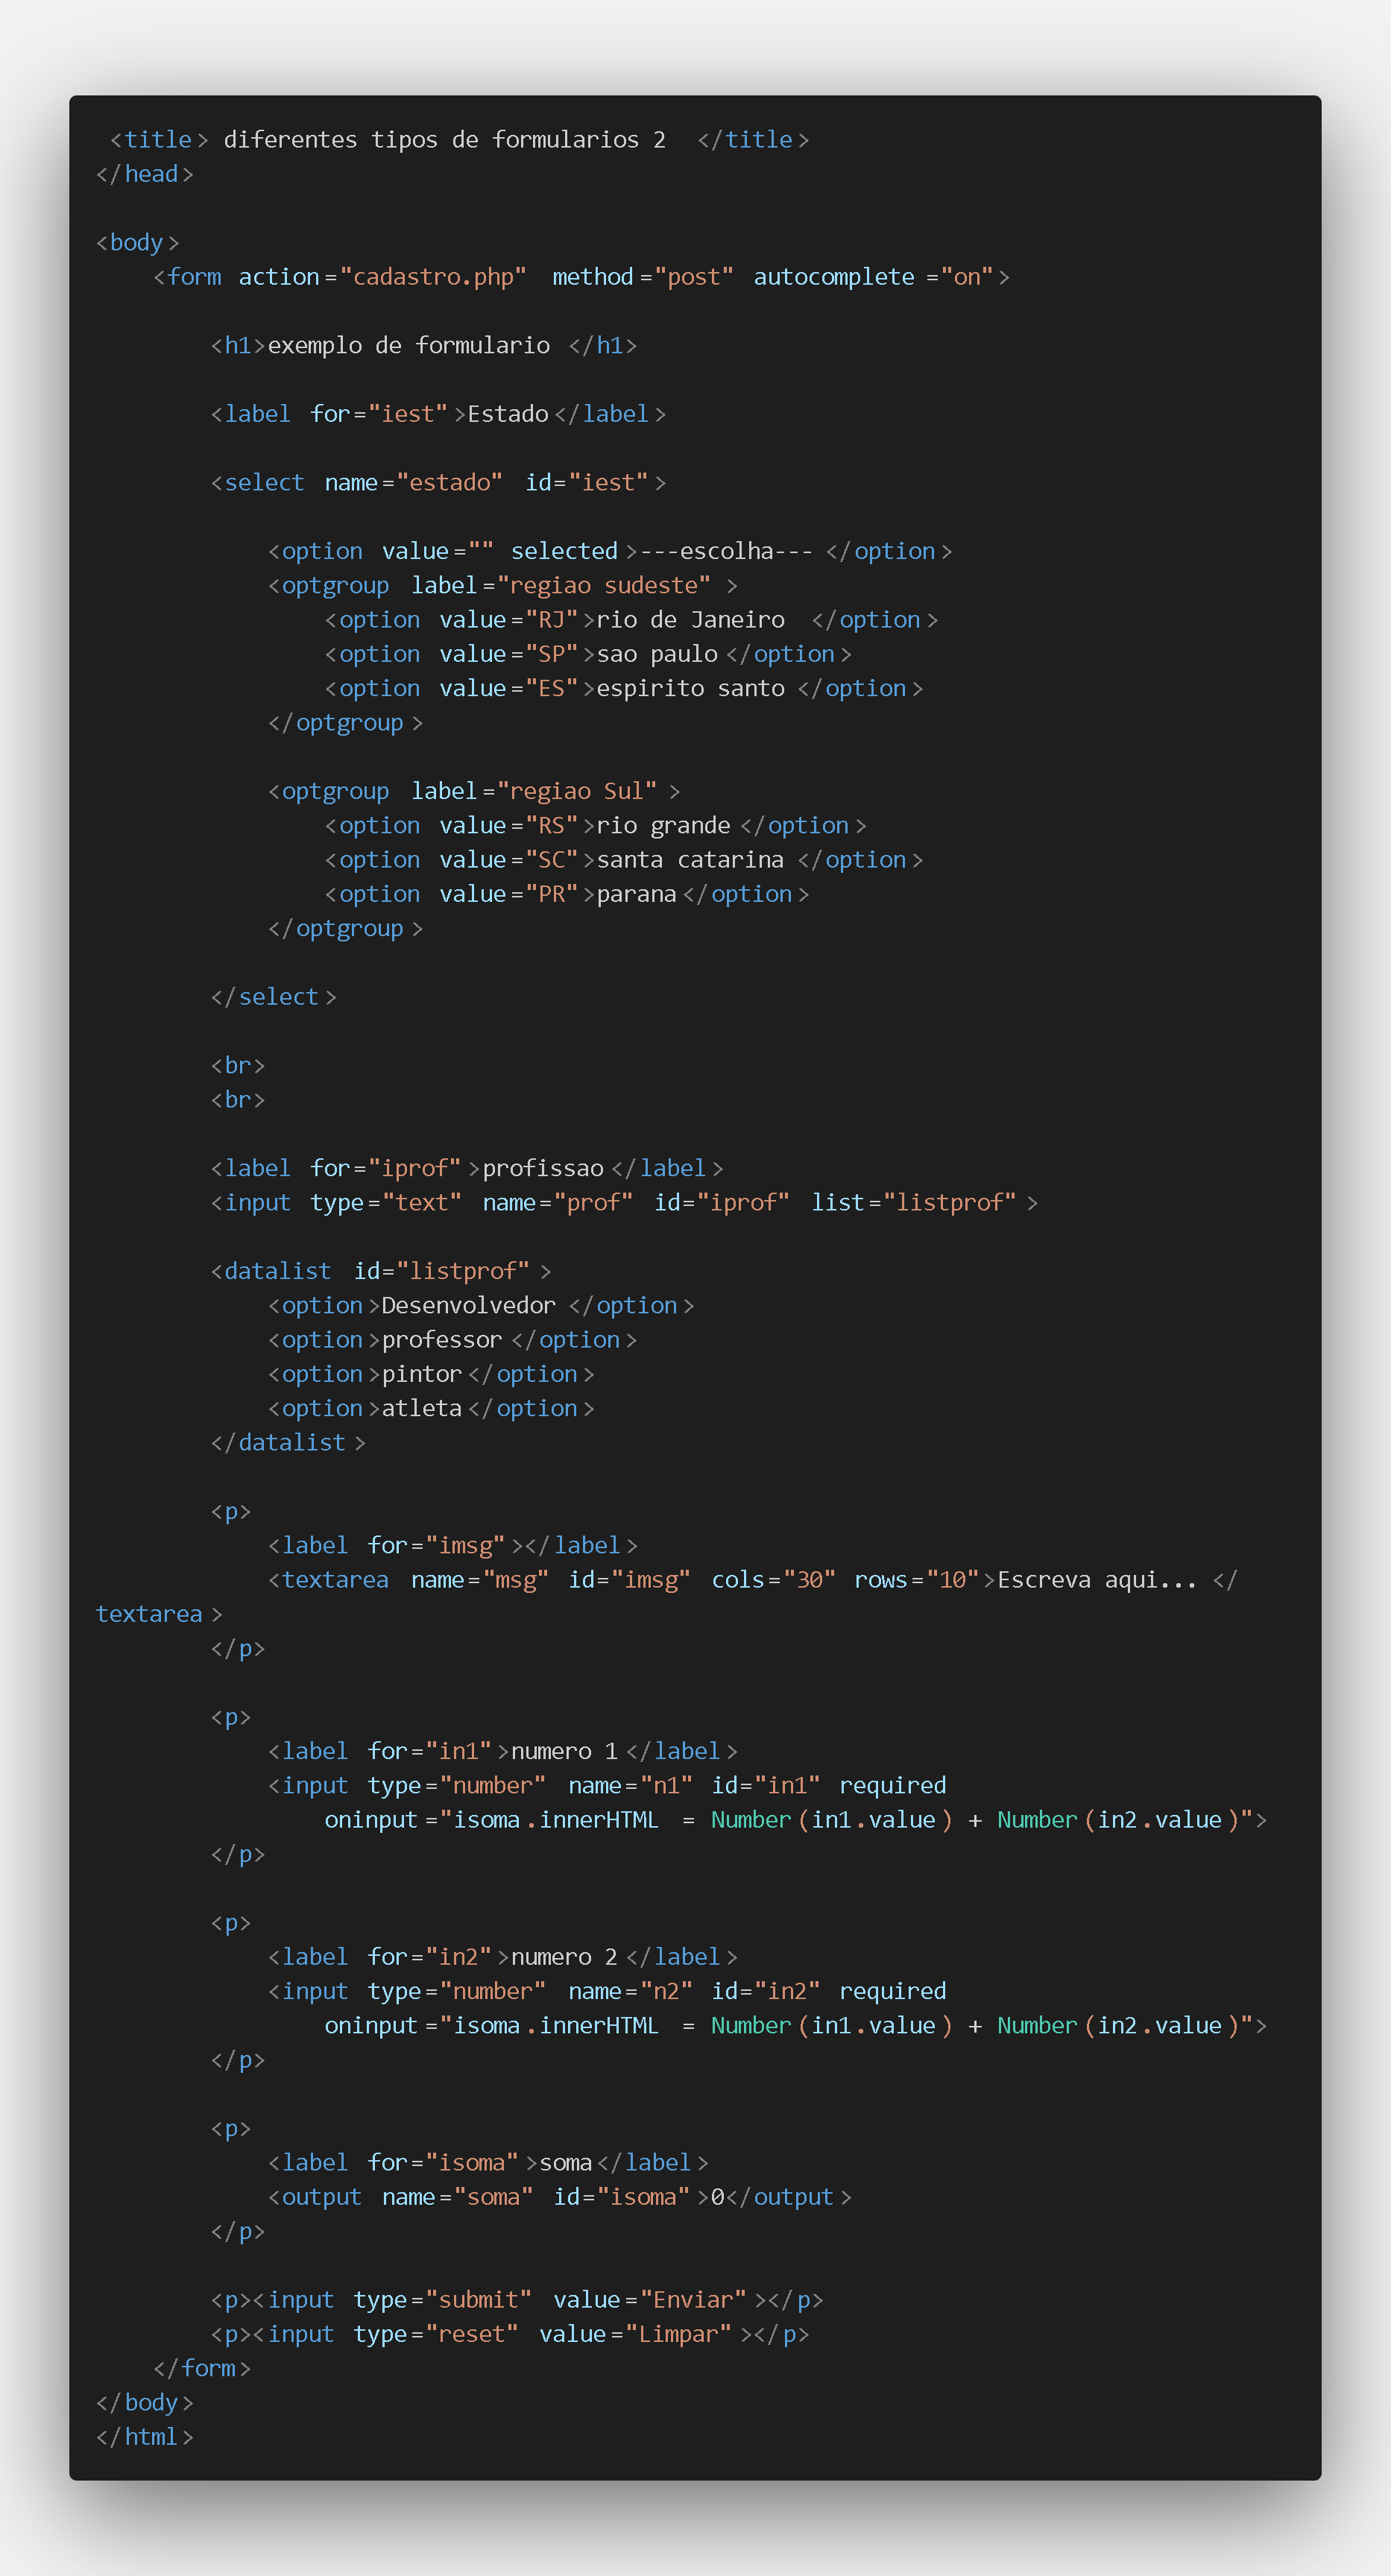 <title> diferentes tipos de formularios 2  </title>
</head>

<body>
    <form action="cadastro.php" method="post" autocomplete="on">

        <h1>exemplo de formulario </h1>

        <label for="iest">Estado</label>

        <select name="estado" id="iest">

            <option value="" selected>---escolha--- </option>
            <optgroup label="regiao sudeste">
                <option value="RJ">rio de Janeiro  </option>
                <option value="SP">sao paulo</option>
                <option value="ES">espirito santo</option>
            </optgroup>

            <optgroup label="regiao Sul">
                <option value="RS">rio grande</option>
                <option value="SC">santa catarina</option>
                <option value="PR">parana</option>
            </optgroup>

        </select>

        <br>
        <br>

        <label for="iprof">profissao</label>
        <input type="text" name="prof" id="iprof" list="listprof">

        <datalist id="listprof">
            <option>Desenvolvedor</option>
            <option>professor</option>
            <option>pintor</option>
            <option>atleta</option>
        </datalist>

        <p>
            <label for="imsg"></label>
            <textarea name="msg" id="imsg" cols="30" rows="10">Escreva aqui... </
textarea>
        </p>

        <p>
            <label for="in1">numero 1</label>
            <input type="number" name="n1" id="in1" required
                oninput="isoma.innerHTML = Number(in1.value) + Number(in2.value)">
        </p>

        <p>
            <label for="in2">numero 2</label>
            <input type="number" name="n2" id="in2" required
                oninput="isoma.innerHTML = Number(in1.value) + Number(in2.value)">
        </p>

        <p>
            <label for="isoma">soma</label>
            <output name="soma" id="isoma">0</output>
        </p>

        <p><input type="submit" value="Enviar"></p>
        <p><input type="reset" value="Limpar"></p>
    </form>
</body>
</html>